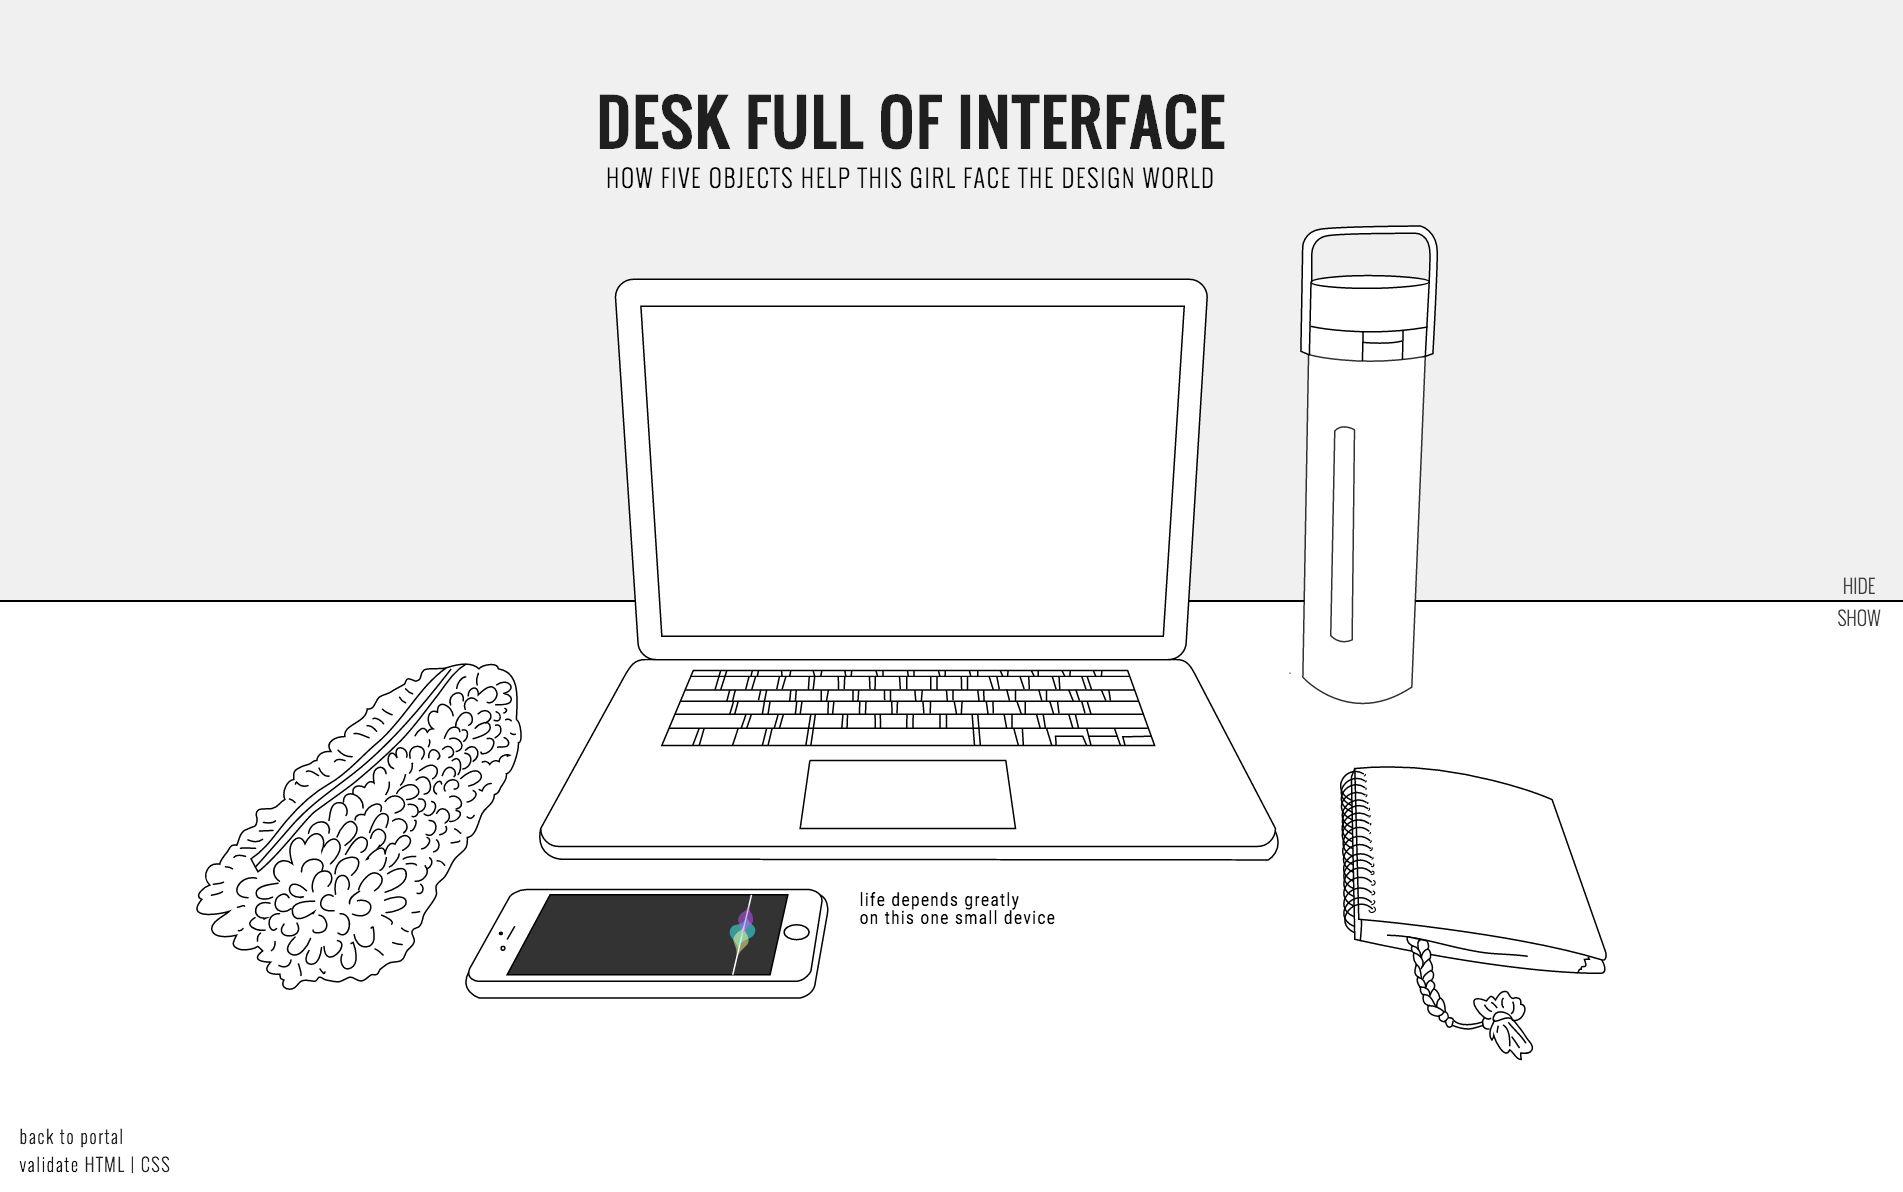 DESK FULL OF INTERFACE
HOW FIVE OBJECTS HELP THIS GIRL FACE THE DESIGN WORLD
HIDE
SHOW
life depends greatly
on this one small device
back to portal
validate HTML | CSS